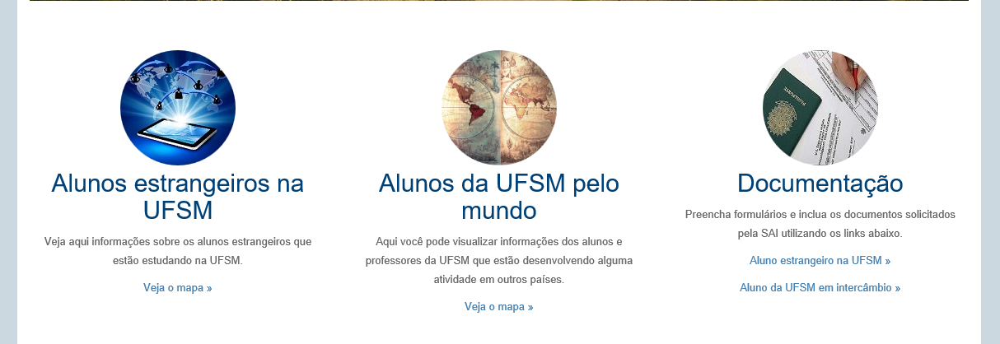 PASSAPORTE
Alunos estrangeiros na
UFSM
Veja aqui informações sobre os alunos estrangeiros que
estão estudando na UFSM.
Veja o mapa »
Alunos da UFSM pelo
mundo
Aqui você pode visualizar informações dos alunos e
professores da UFSM que estão desenvolvendo alguma
atividade em outros países.
Veja o mapa »
Documentação
Preencha formulários e inclua os documentos solicitados
pela SAI utilizando os links abaixo.
Aluno estrangeiro na UFSM »
Aluno da UFSM em intercâmbio »